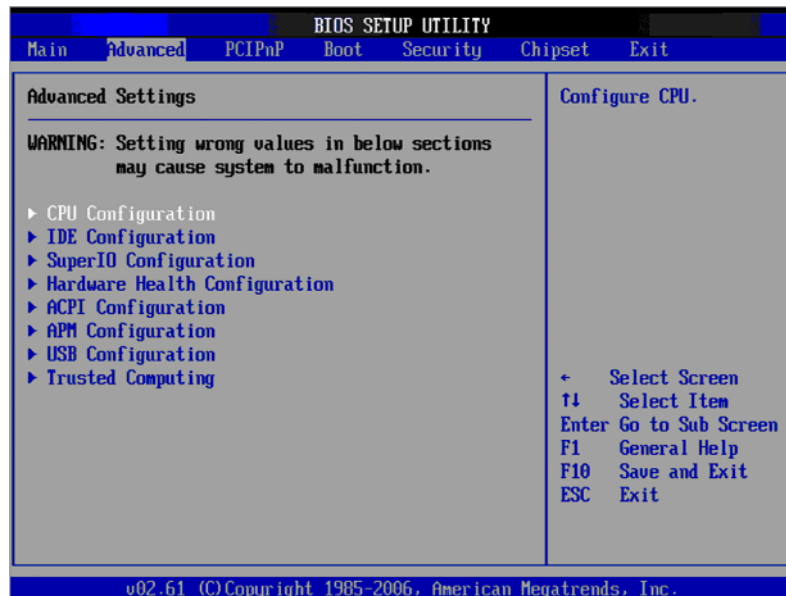 BIOS SETUP UTILITY
Main Advanced PCIPnP Boot Security Chipset Exit
Advanced Settings
WARNING: Setting wrong values in below sections
may cause system to malfunction.
▶ CPU Configuration
▶ IDE Configuration
▶ SuperIO Configuration
▶ Hardware Health Configuration
▶ ACPI Configuration
▶ APM Configuration
▶ USB Configuration
▶ Trusted Computing
Configure CPU.
← Select Screen
↑↓ Select Item
Enter Go to Sub Screen
F1 General Help
F10 Save and Exit
ESC Exit
v02.61 (C)Copyright 1985-2006, American Megatrends, Inc.